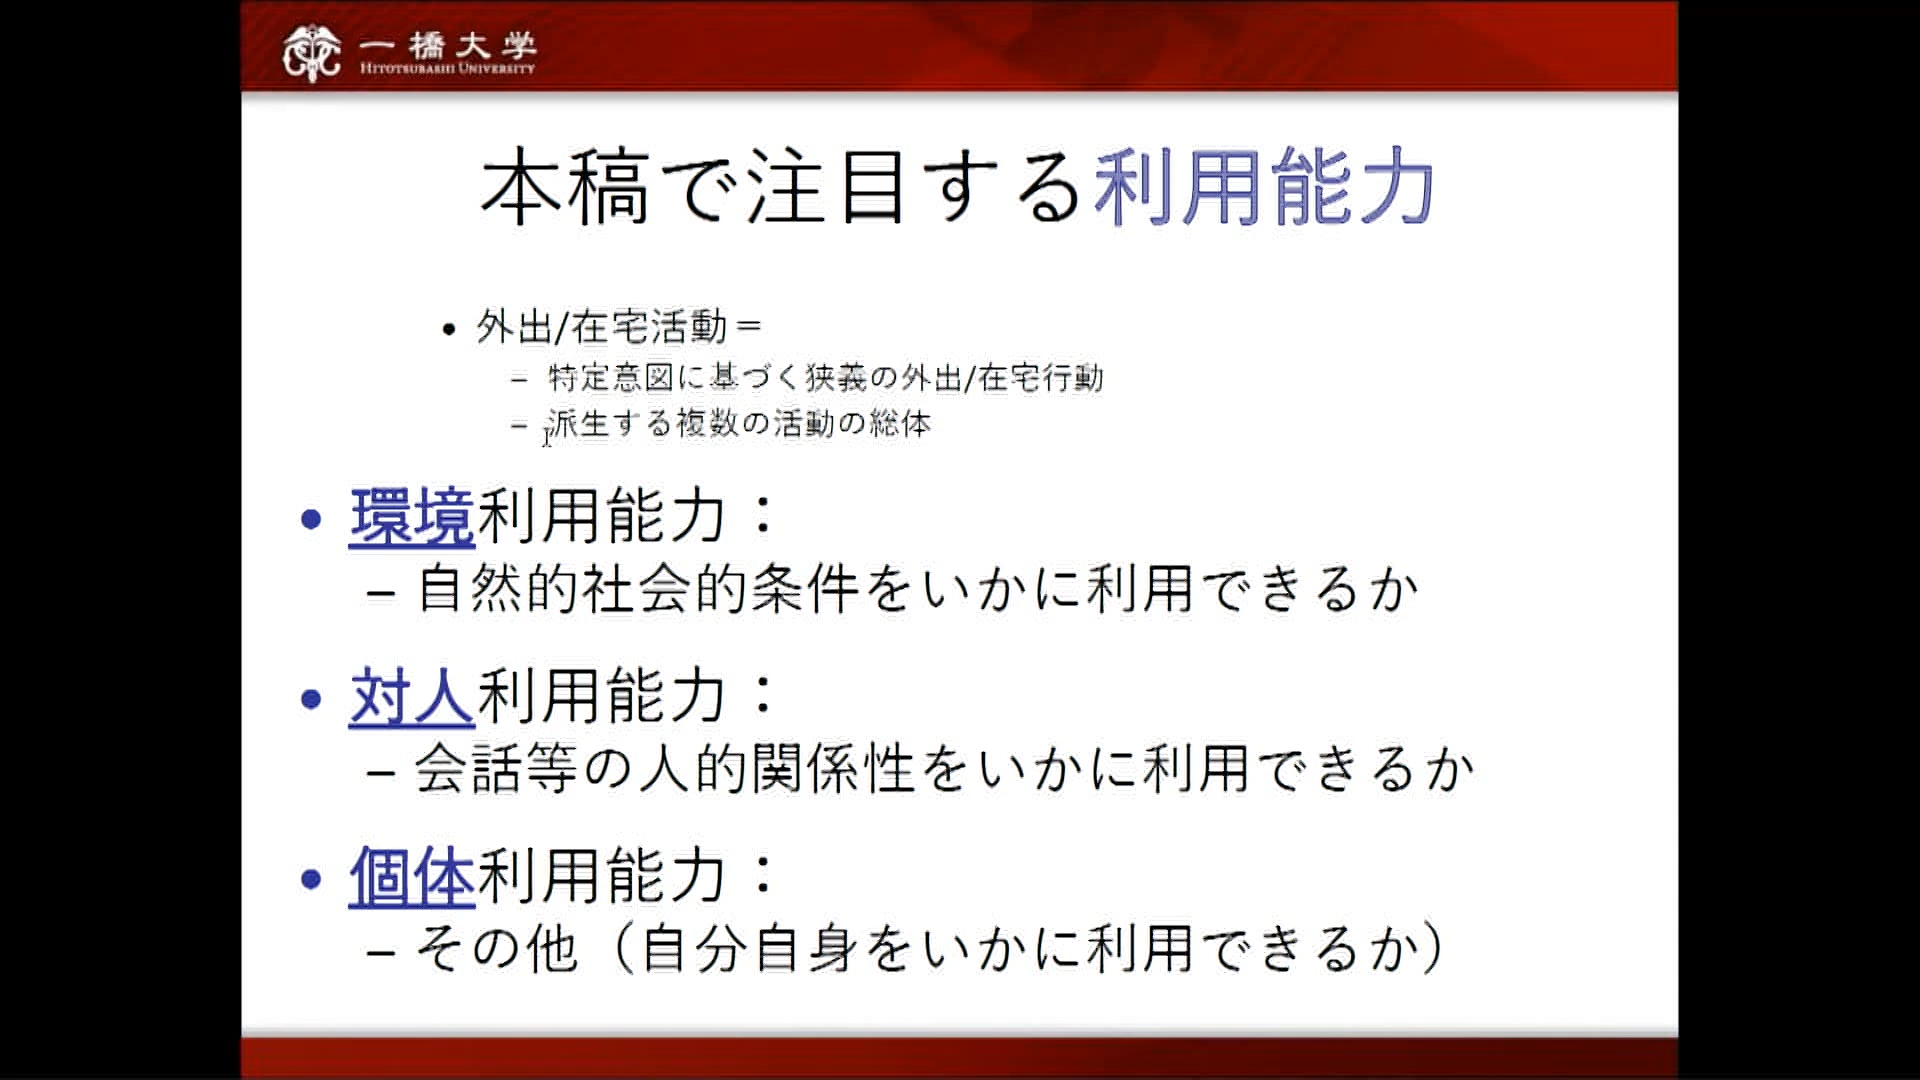 一橋大学
HITOTSUBASHI UNIVERSITY
本稿で注目する利用能力
• 外出/在宅活動＝
– 特定意図に基づく狭義の外出/在宅行動
– 派生する複数の活動の総体
• 環境利用能力：
– 自然的社会的条件をいかに利用できるか
• 対人利用能力：
– 会話等の人的関係性をいかに利用できるか
• 個体利用能力：
– その他（自分自身をいかに利用できるか）